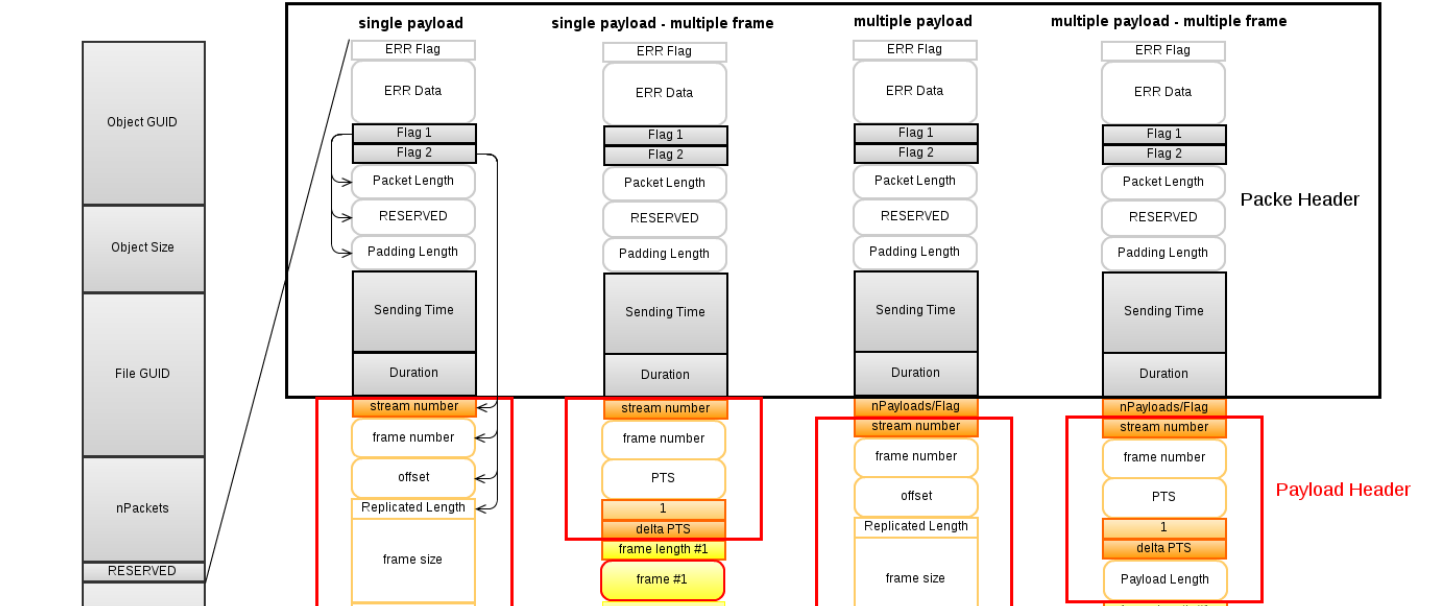 Object GUID
Object Size
File GUID
nPackets
RESERVED
single payload
ERR Flag
ERR Data
Flag 1
Flag 2
Packet Length
RESERVED
Padding Length
Sending Time
Duration
stream number
frame number
offset
Replicated Length
frame size
single payload - multiple frame
ERR Flag
ERR Data
Flag 1
Flag 2
Packet Length
RESERVED
Padding Length
Sending Time
Duration
stream number
frame number
PTS
1
delta PTS
frame length #1
frame #1
multiple payload
ERR Flag
ERR Data
Flag 1
Flag 2
Packet Length
RESERVED
Padding Length
Sending Time
Duration
nPayloads/Flag
stream number
frame number
offset
Replicated Length
frame size
multiple payload - multiple frame
ERR Flag
ERR Data
Flag 1
Flag 2
Packet Length
RESERVED
Padding Length
Sending Time
Duration
nPayloads/Flag
stream number
frame number
PTS
1
delta PTS
Payload Length
Packe Header
Payload Header